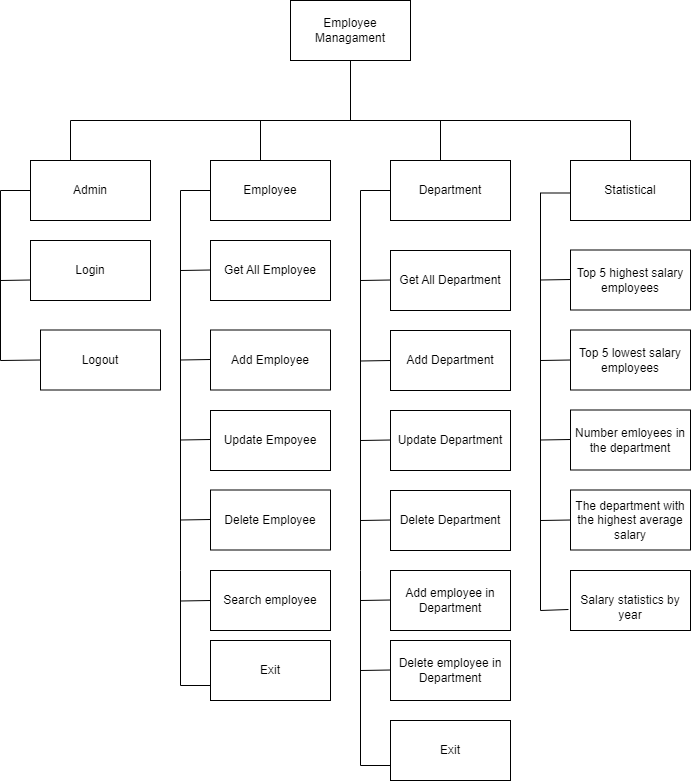 Employee
Managament
Admin
Login
Logout
Employee
Get All Employee
Add Employee
Update Empoyee
Delete Employee
Search employee
Exit
Department
Get All Department
Add Department
Update Department
Delete Department
Add employee in
Department
Delete employee in
Department
Exit
Statistical
Top 5 highest salary
employees
Top 5 lowest salary
employees
Number emloyees in
the department
The department with
the highest average
salary
Salary statistics by
year